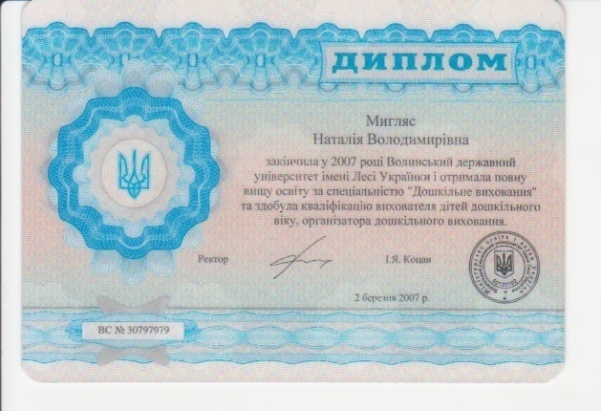 ДИПЛОМ
Мигляс
Наталія Володимирівна
закінчила у 2007 році Волинський державний
університет імені Лесі Українки і отримала повну
вищу освіту за спеціальністю "Дошкільне виховання"
та здобула кваліфікацію вихователя дітей дошкільного
віку, організатора дошкільного виховання.
Ректор І.Я. Коцан
2 березня 2007 р.
ВС № 30797979